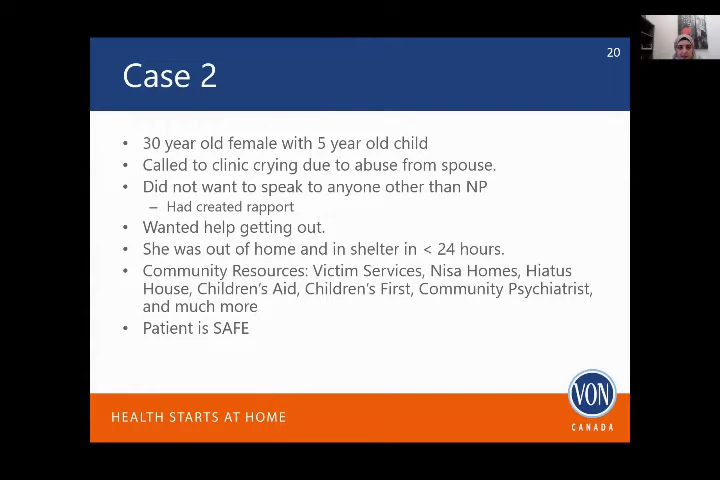 20
Case 2
• 30 year old female with 5 year old child
• Called to clinic crying due to abuse from spouse.
• Did not want to speak to anyone other than NP
– Had created rapport
• Wanted help getting out.
• She was out of home and in shelter in < 24 hours.
• Community Resources: Victim Services, Nisa Homes, Hiatus
House, Children's Aid, Children's First, Community Psychiatrist,
and much more
• Patient is SAFE
HEALTH STARTS AT HOME
VON
CANADA